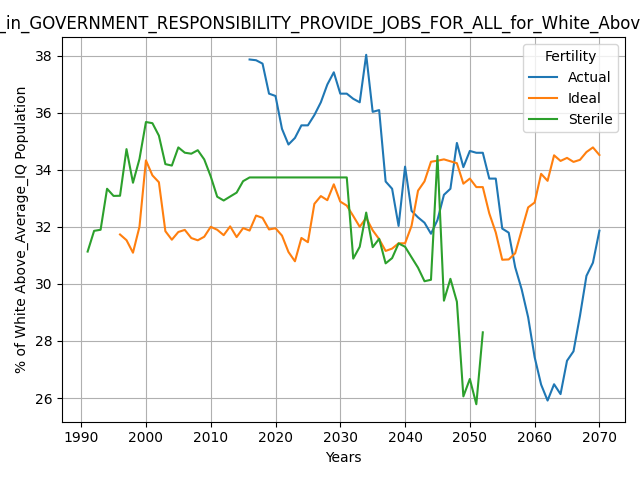 _in_GOVERNMENT_RESPONSIBILITY_PROVIDE_JOBS_FOR_ALL_for_White_Abov
Fertility
Actual
Ideal
Sterile
% of White Above_Average_IQ Population
38
36
34
32
30
28
26
1990 2000 2010 2020 2030 2040 2050 2060 2070
Years